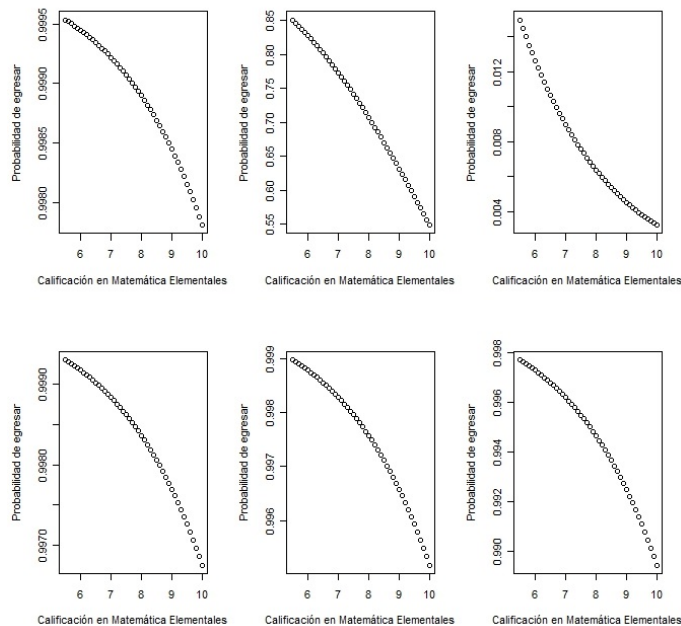 Probabilidad de egresar
0.9995
0.9990
0.9985
0.9980
6 7 8 9 10
Calificación en Matemática Elementales
Probabilidad de egresar
0.85
0.80
0.75
0.70
0.65
0.60
0.55
6 7 8 9 10
Calificación en Matemática Elementales
Probabilidad de egresar
0.012
0.008
0.004
6 7 8 9 10
Calificación en Matemática Elementales
Probabilidad de egresar
0.9990
0.9980
0.9970
6 7 8 9 10
Calificación en Matemática Elementales
Probabilidad de egresar
0.999
0.998
0.997
0.996
6 7 8 9 10
Calificación en Matemática Elementales
Probabilidad de egresar
0.998
0.996
0.994
0.992
0.990
6 7 8 9 10
Calificación en Matemática Elementales